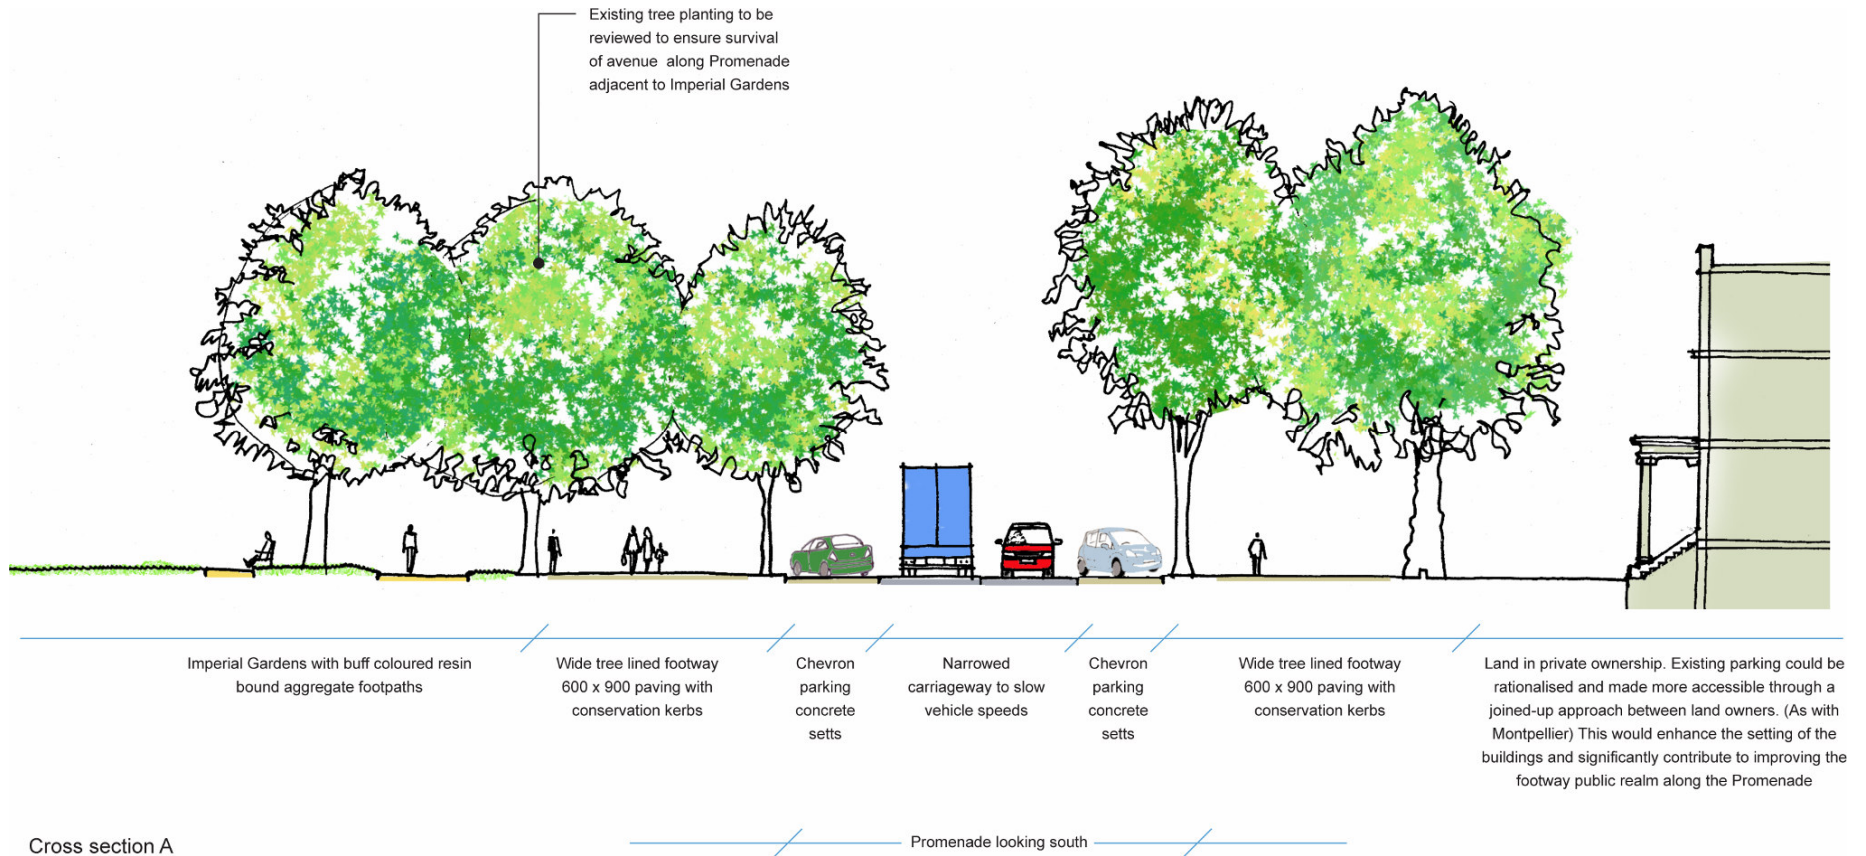 Existing tree planting to be
reviewed to ensure survival
of avenue along Promenade
adjacent to Imperial Gardens
Imperial Gardens with buff coloured resin
bound aggregate footpaths
Wide tree lined footway
600 x 900 paving with
conservation kerbs
Chevron
parking
concrete
setts
Narrowed
carriageway to slow
vehicle speeds
Chevron
parking
concrete
setts
Wide tree lined footway
600 x 900 paving with
conservation kerbs
Land in private ownership. Existing parking could be
rationalised and made more accessible through a
joined-up approach between land owners. (As with
Montpellier) This would enhance the setting of the
buildings and significantly contribute to improving the
footway public realm along the Promenade
Cross section A
Promenade looking south